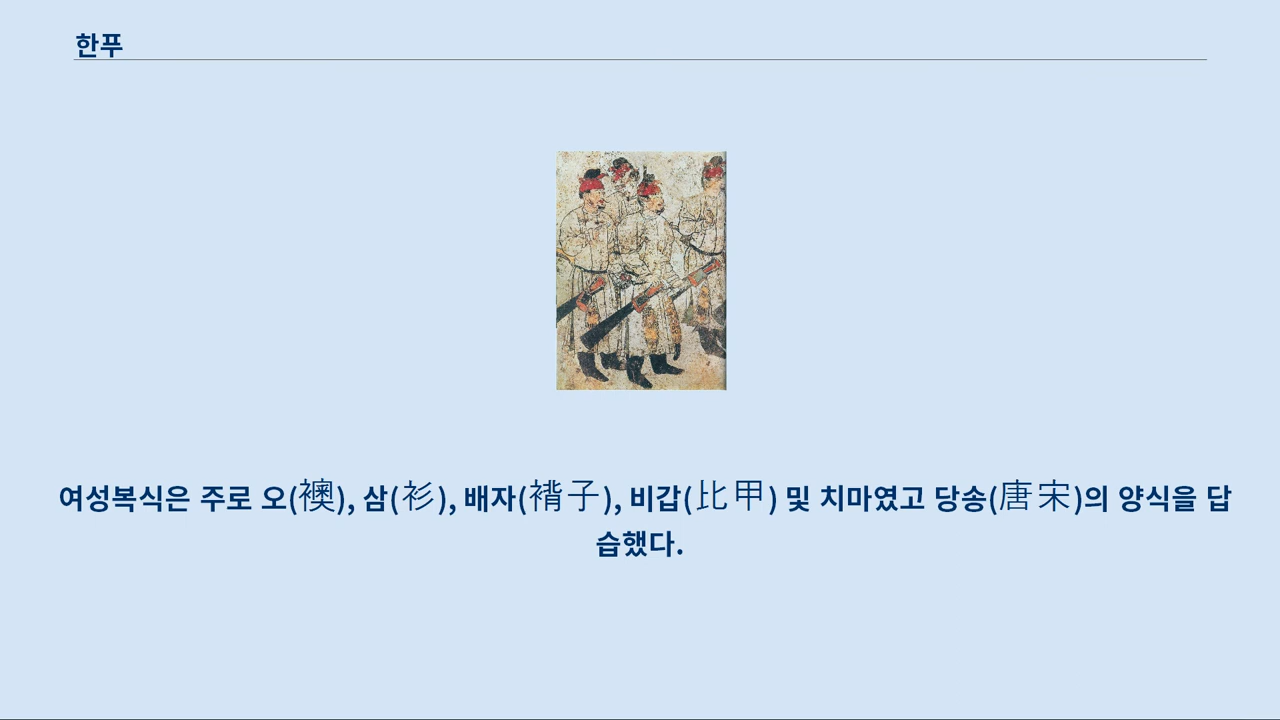 한푸
여성복식은 주로 오(襖), 삼(衫), 배자(褙子), 비갑(比甲) 및 치마였고 당송(唐宋)의 양식을 답
습했다.